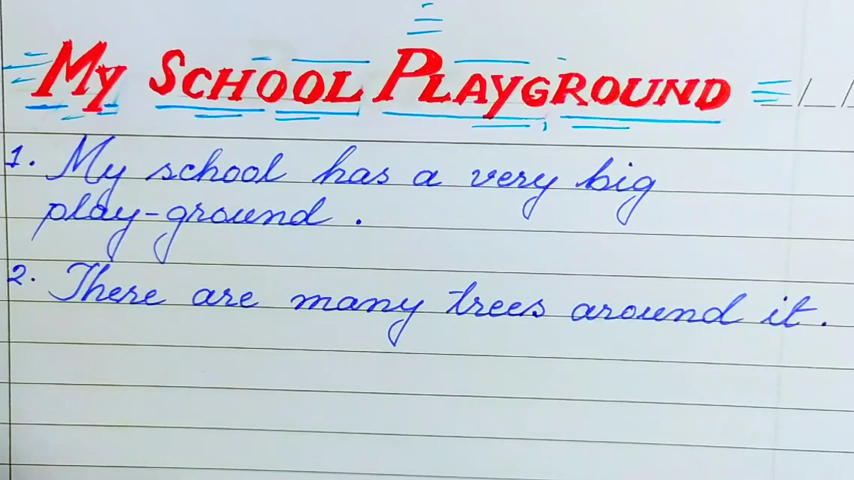 My School Playground
1. My school has a very big
play-ground.
2. There are many trees around it.